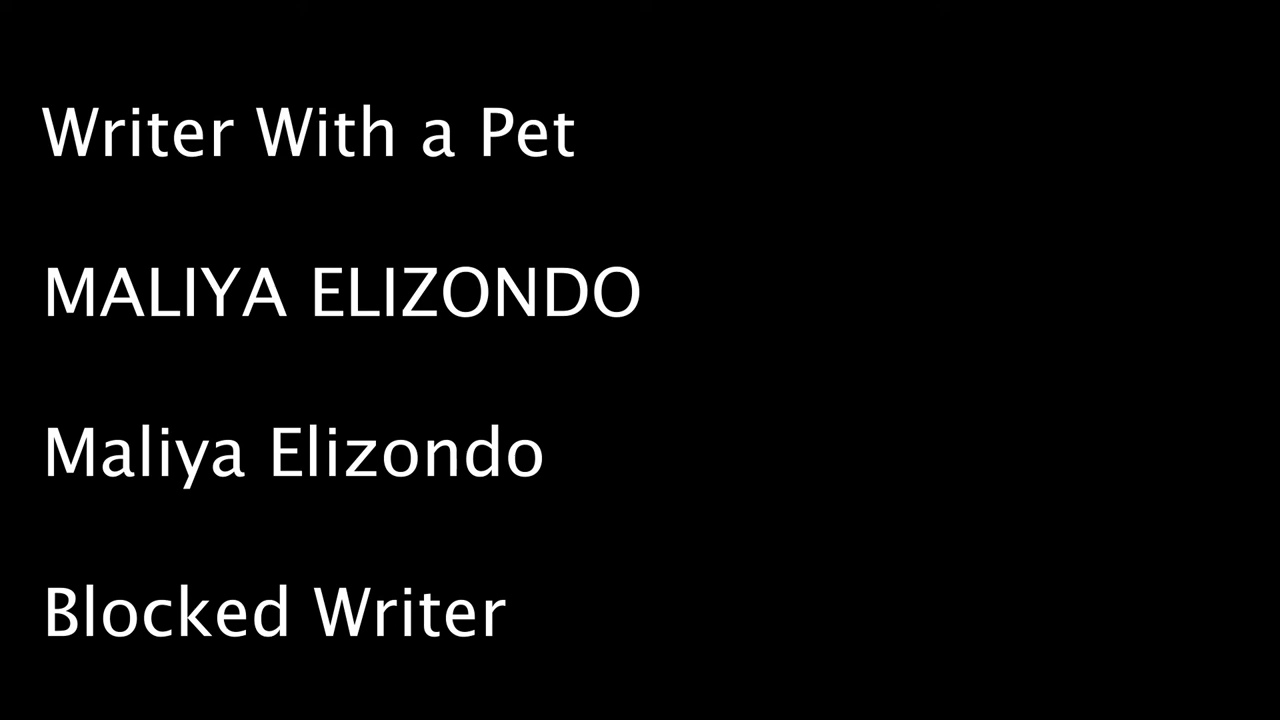 Writer With a Pet
MALIYA ELIZONDO
Maliya Elizondo
Blocked Writer